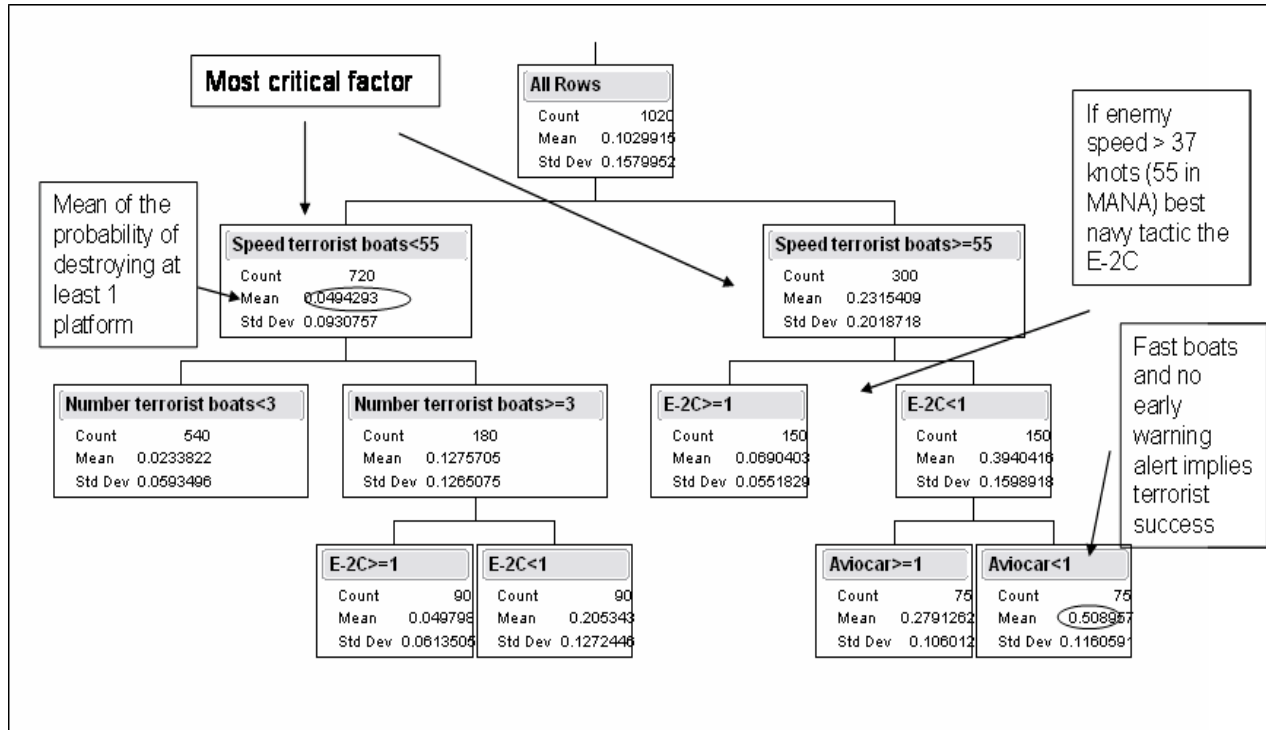 Most critical factor
All Rows
Count 1020
Mean 0.1029915
Std Dev 0.1579952
If enemy
speed > 37
knots (55 in
MANA) best
navy tactic the
E-2C
Mean of the
probability of
destroying at
least 1
platform
Speed terrorist boats<55
Count 720
Mean 0.0494293
Std Dev 0.0930757
Speed terrorist boats>=55
Count 300
Mean 0.2315409
Std Dev 0.2018718
Fast boats
and no
early
warning
alert implies
terrorist
success
Number terrorist boats<3
Count 540
Mean 0.0233822
Std Dev 0.0593496
Number terrorist boats>=3
Count 180
Mean 0.1275705
Std Dev 0.1265075
E-2C>=1
Count 150
Mean 0.0690403
Std Dev 0.0551829
E-2C<1
Count 150
Mean 0.3940416
Std Dev 0.1598918
E-2C>=1
Count 90
Mean 0.049798
Std Dev 0.0613505
E-2C<1
Count 90
Mean 0.205343
Std Dev 0.1272446
Aviocar>=1
Count 75
Mean 0.2791262
Std Dev 0.106012
Aviocar<1
Count 75
Mean 0.508957
Std Dev 0.1160591